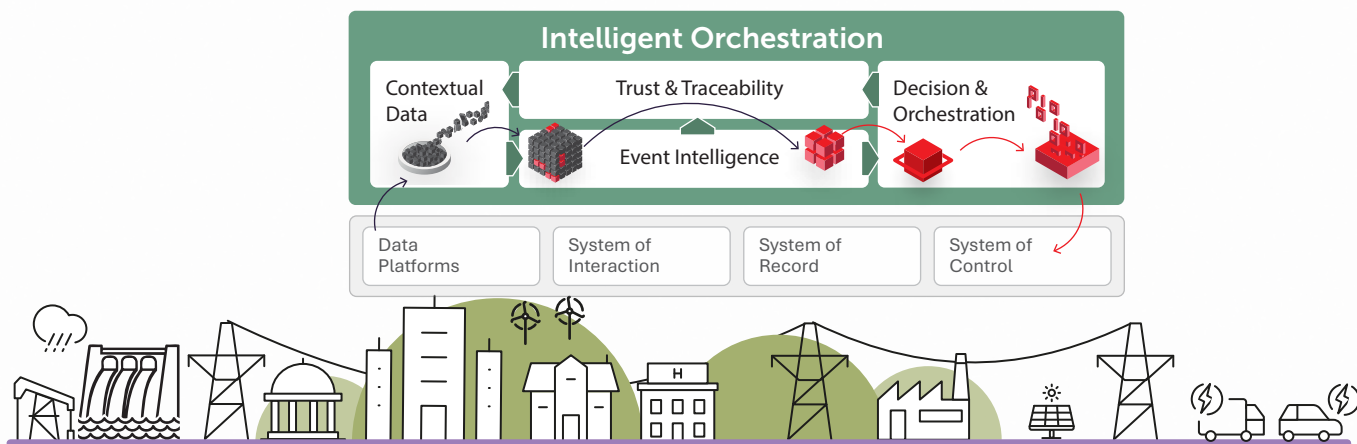 Intelligent Orchestration
Contextual
Data
Trust & Traceability
Event Intelligence
Decision &
Orchestration
Data
Platforms
System of
Interaction
System of
Record
System of
Control
H